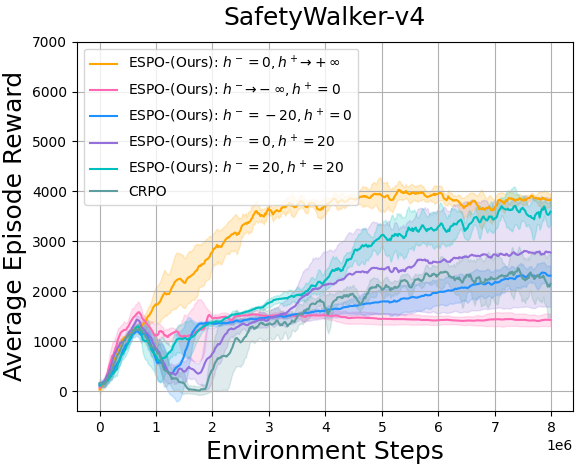 SafetyWalker-v4
7000
6000
5000
4000
3000
2000
1000
0
Average Episode Reward
ESPO-(Ours): h⁻ = 0, h⁺→+∞
ESPO-(Ours): h⁻→−∞, h⁺ = 0
ESPO-(Ours): h⁻ = −20, h⁺ = 0
ESPO-(Ours): h⁻ = 0, h⁺ = 20
ESPO-(Ours): h⁻ = 20, h⁺ = 20
CRPO
0 1 2 3 4 5 6 7 8
1e6
Environment Steps